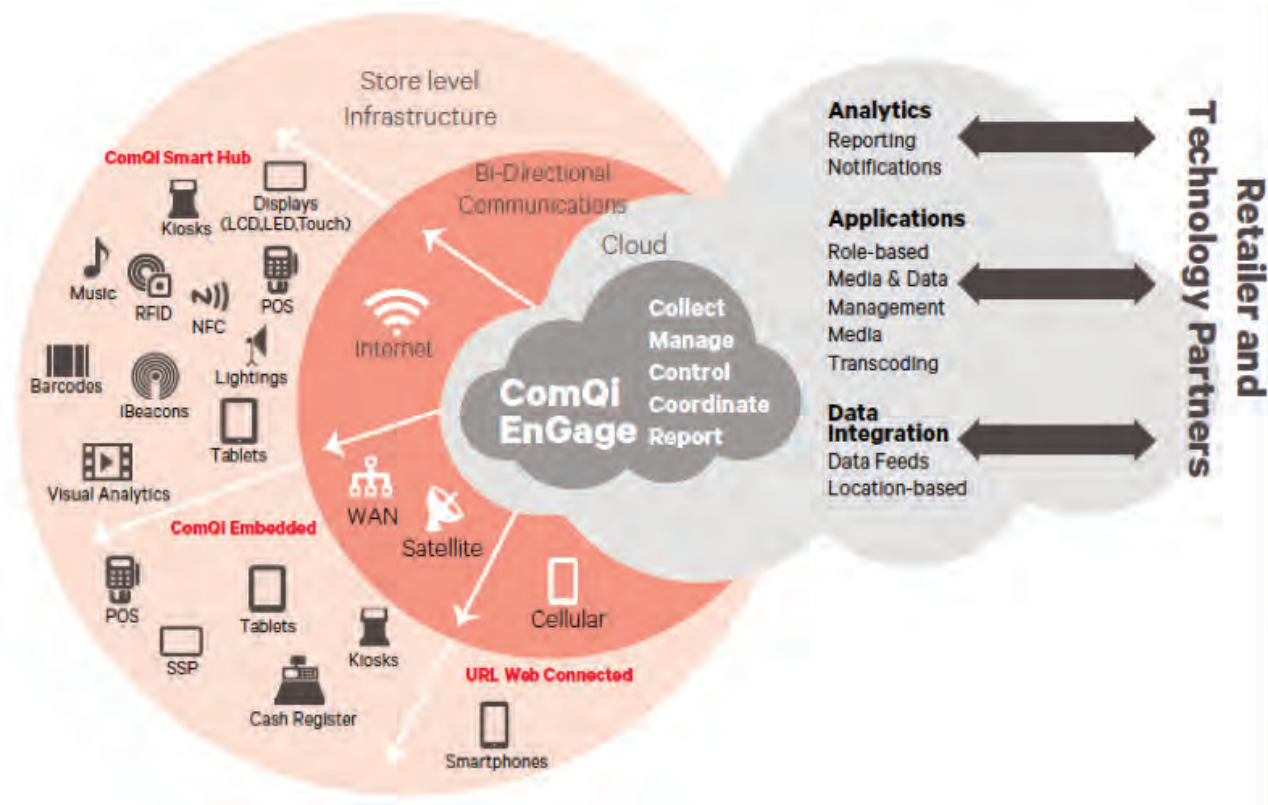 Store level
Infrastructure
ComQI Smart Hub
Kiosks
Displays
(LCD,LED,Touch)
Music
RFID
NFC
POS
Barcodes
iBeacons
Lightings
Tablets
Visual Analytics
ComQi Embedded
POS
SSP
Tablets
Kiosks
Cash Register
URL Web Connected
Smartphones
Bi-Directional
Communications
Internet
WAN
Satellite
Cellular
Cloud
ComQi
EnGage
Collect
Manage
Control
Coordinate
Report
Analytics
Reporting
Notifications
Applications
Role-based
Media & Data
Management
Media
Transcoding
Data
Integration
Data Feeds
Location-based
Retailer and
Technology Partners